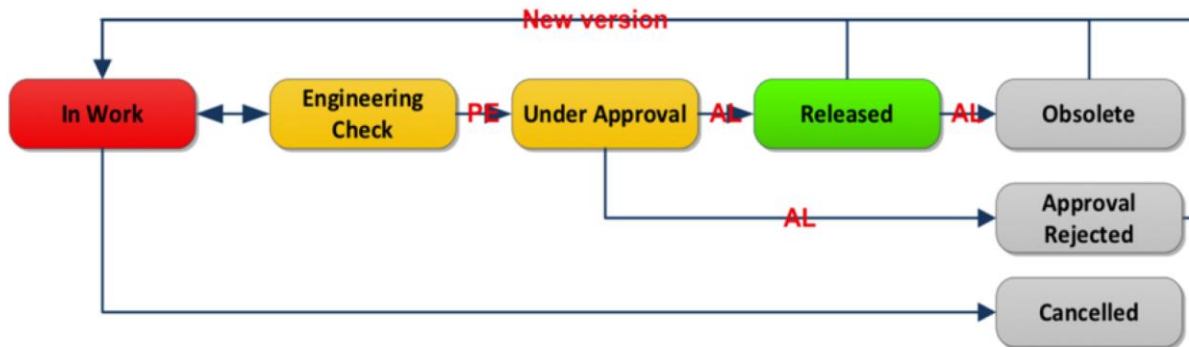 New version
In Work
Engineering
Check
PE
Under Approval
AL
Released
AL
Obsolete
AL
Approval
Rejected
Cancelled